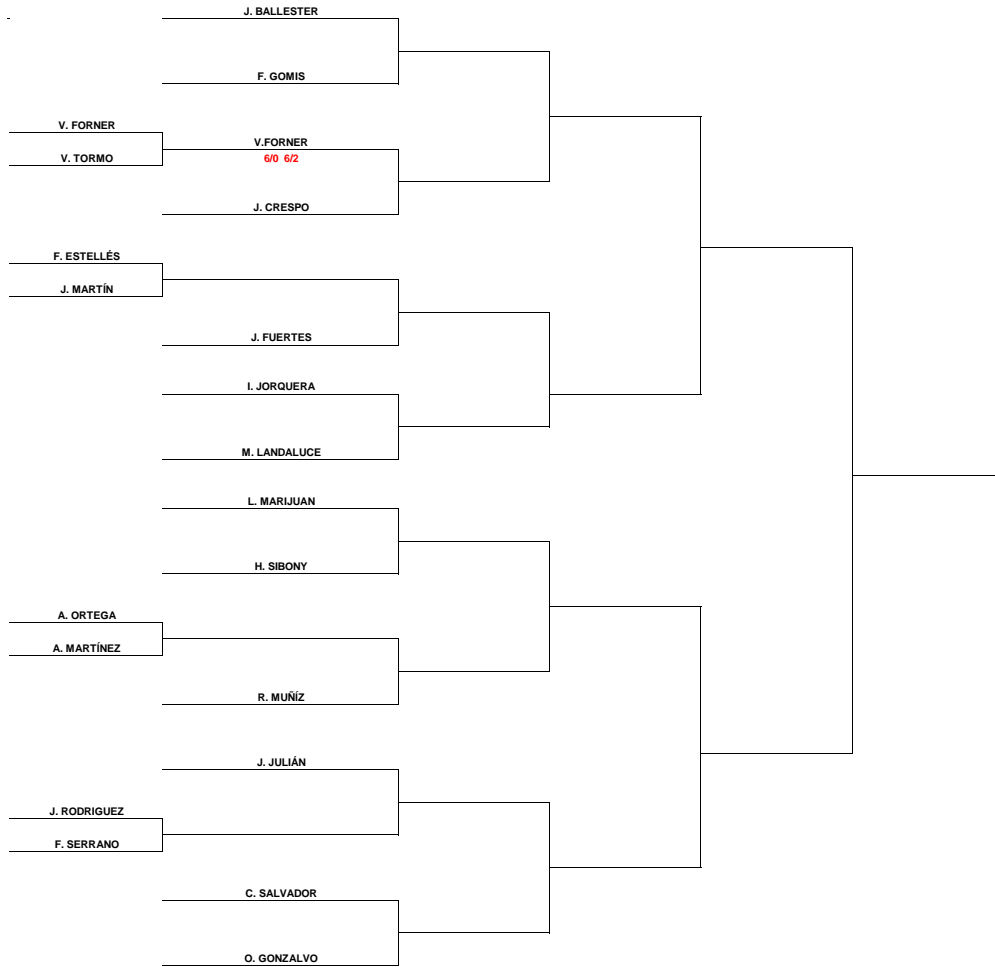 J. BALLESTER
F. GOMIS
V. FORNER
V.FORNER
V. TORMO
6/0 6/2
J. CRESPO
F. ESTELLÉS
J. MARTÍN
J. FUERTES
I. JORQUERA
M. LANDALUCE
L. MARIJUAN
H. SIBONY
A. ORTEGA
A. MARTÍNEZ
R. MUÑÍZ
J. JULIÁN
J. RODRIGUEZ
F. SERRANO
C. SALVADOR
O. GONZALVO